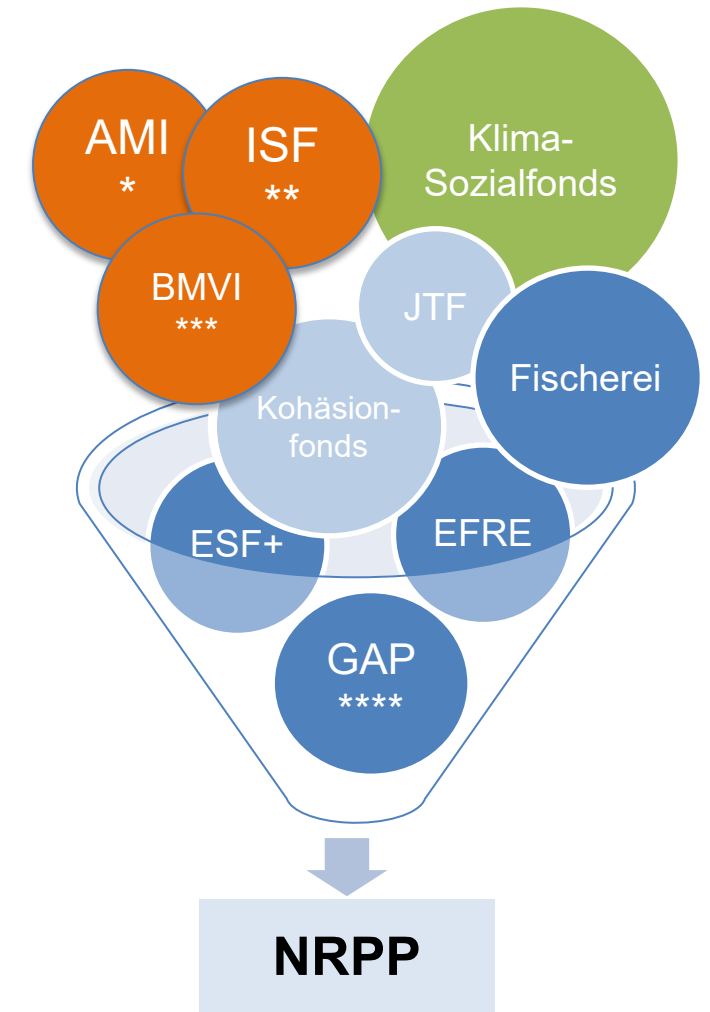 AMI
*
ISF
**
Klima-
Sozialfonds
BMVI
***
JTF
Fischerei
Kohäsion-
fonds
ESF+
EFRE
GAP
****
NRPP